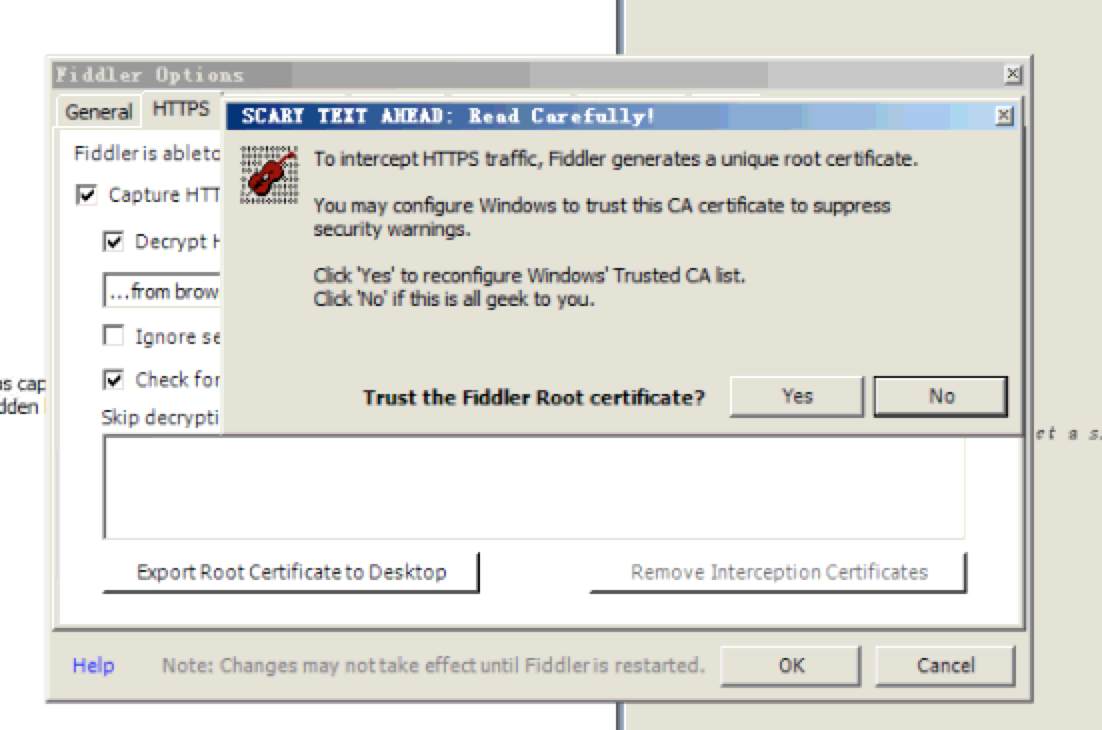 Fiddler Options
General HTTPS
SCARY TEXT AHEAD: Read Carefully!
Fiddler is able to
To intercept HTTPS traffic, Fiddler generates a unique root certificate.
Capture HTT
You may configure Windows to trust this CA certificate to suppress
security warnings.
Decrypt H
Click 'Yes' to reconfigure Windows' Trusted CA list.
...from brow
Click 'No' if this is all geek to you.
Ignore se
as cap
Check for
dden
Trust the Fiddler Root certificate? Yes No
Skip decrypti
ct a s
Export Root Certificate to Desktop Remove Interception Certificates
Help Note: Changes may not take effect until Fiddler is restarted. OK Cancel